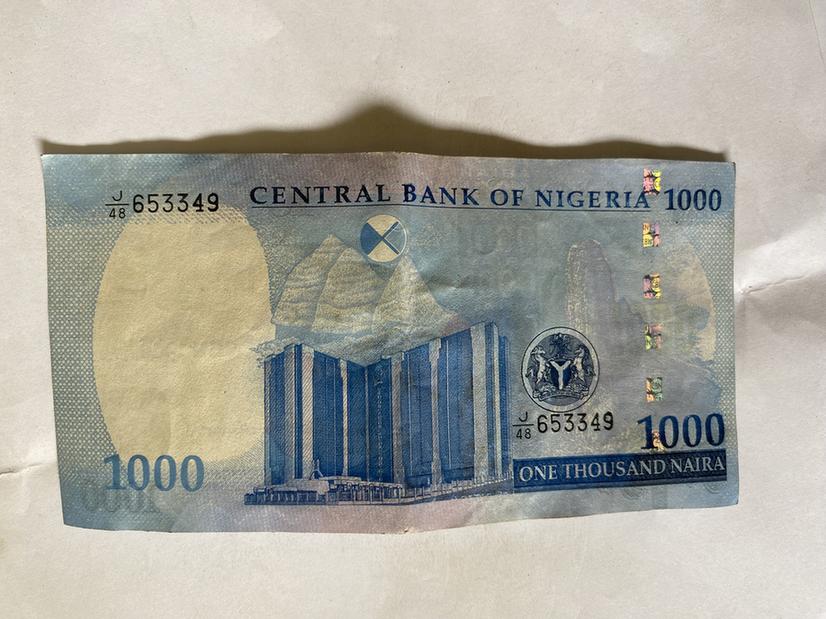 J/48 653349 CENTRAL BANK OF NIGERIA 1000
J/48 653349
1000
1000
ONE THOUSAND NAIRA